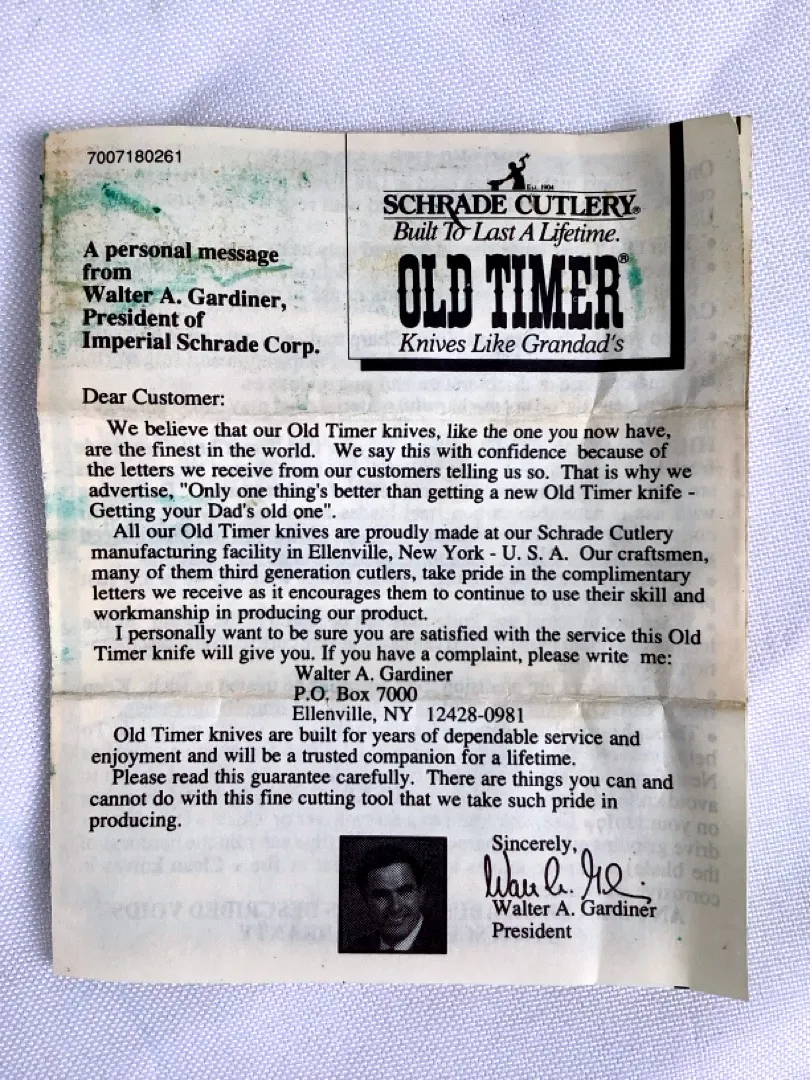 7007180261
Est. 1904
SCHRADE CUTLERY®
Built To Last A Lifetime.
OLD TIMER®
Knives Like Grandad's
A personal message
from
Walter A. Gardiner,
President of
Imperial Schrade Corp.
Dear Customer:
We believe that our Old Timer knives, like the one you now have,
are the finest in the world. We say this with confidence because of
the letters we receive from our customers telling us so. That is why we
advertise, "Only one thing's better than getting a new Old Timer knife -
Getting your Dad's old one".
All our Old Timer knives are proudly made at our Schrade Cutlery
manufacturing facility in Ellenville, New York - U. S. A. Our craftsmen,
many of them third generation cutlers, take pride in the complimentary
letters we receive as it encourages them to continue to use their skill and
workmanship in producing our product.
I personally want to be sure you are satisfied with the service this Old
Timer knife will give you. If you have a complaint, please write me:
Walter A. Gardiner
P.O. Box 7000
Ellenville, NY 12428-0981
Old Timer knives are built for years of dependable service and
enjoyment and will be a trusted companion for a lifetime.
Please read this guarantee carefully. There are things you can and
cannot do with this fine cutting tool that we take such pride in
producing.
Sincerely,
Walter A. Gardiner
President